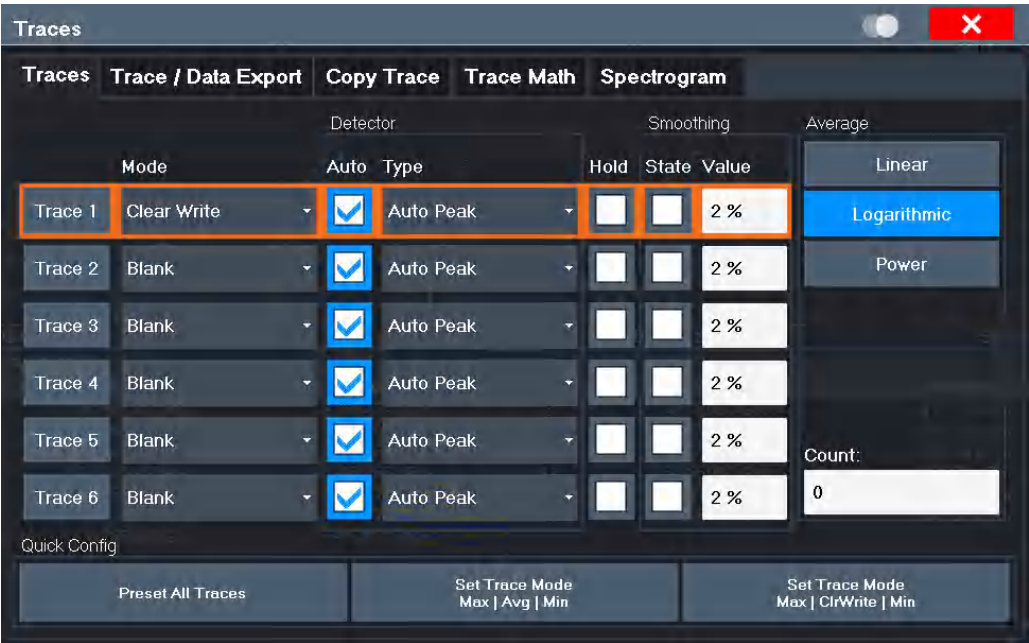 Traces
Traces Trace / Data Export Copy Trace Trace Math Spectrogram
Detector Smoothing Average
Mode Auto Type Hold State Value Linear
Trace 1 Clear Write Auto Peak 2 % Logarithmic
Trace 2 Blank Auto Peak 2 % Power
Trace 3 Blank Auto Peak 2 %
Trace 4 Blank Auto Peak 2 %
Trace 5 Blank Auto Peak 2 % Count:
Trace 6 Blank Auto Peak 2 % 0
Quick Config
Preset All Traces Set Trace Mode Set Trace Mode
Max | Avg | Min Max | ClrWrite | Min